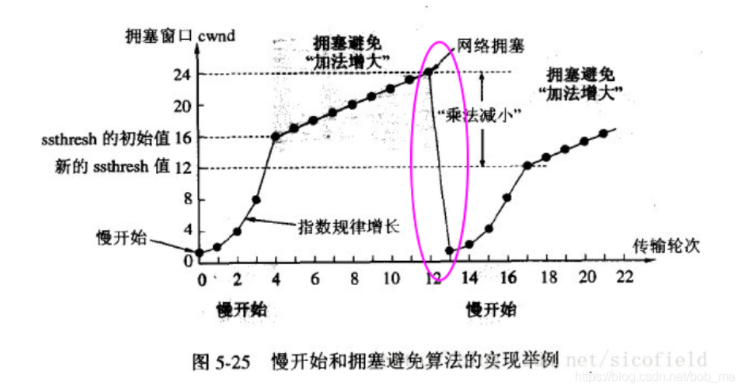 拥塞窗口 cwnd
拥塞避免
“加法增大”
网络拥塞
拥塞避免
“加法增大”
24
20
ssthresh 的初始值 16
“乘法减小”
新的 ssthresh 值 12
8
4
慢开始
指数规律增长
0
传输轮次
0 2 4 6 8 10 12 14 16 18 20 22
慢开始
慢开始
图 5-25 慢开始和拥塞避免算法的实现举例
net/sicofield
https://blog.csdn.net/bob_ma